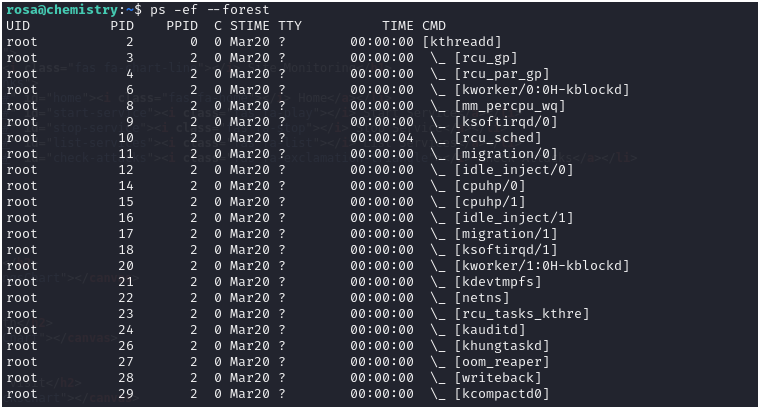 rosa@chemistry:~$ ps -ef --forest
UID          PID    PPID  C STIME TTY          TIME CMD
root           2       0  0 Mar20 ?        00:00:00 [kthreadd]
root           3       2  0 Mar20 ?        00:00:00  \_ [rcu_gp]
root           4       2  0 Mar20 ?        00:00:00  \_ [rcu_par_gp]
root           6       2  0 Mar20 ?        00:00:00  \_ [kworker/0:0H-kblockd]
root           8       2  0 Mar20 ?        00:00:00  \_ [mm_percpu_wq]
root           9       2  0 Mar20 ?        00:00:00  \_ [ksoftirqd/0]
root          10       2  0 Mar20 ?        00:00:04  \_ [rcu_sched]
root          11       2  0 Mar20 ?        00:00:00  \_ [migration/0]
root          12       2  0 Mar20 ?        00:00:00  \_ [idle_inject/0]
root          14       2  0 Mar20 ?        00:00:00  \_ [cpuhp/0]
root          15       2  0 Mar20 ?        00:00:00  \_ [cpuhp/1]
root          16       2  0 Mar20 ?        00:00:00  \_ [idle_inject/1]
root          17       2  0 Mar20 ?        00:00:00  \_ [migration/1]
root          18       2  0 Mar20 ?        00:00:00  \_ [ksoftirqd/1]
root          20       2  0 Mar20 ?        00:00:00  \_ [kworker/1:0H-kblockd]
root          21       2  0 Mar20 ?        00:00:00  \_ [kdevtmpfs]
root          22       2  0 Mar20 ?        00:00:00  \_ [netns]
root          23       2  0 Mar20 ?        00:00:00  \_ [rcu_tasks_kthre]
root          24       2  0 Mar20 ?        00:00:00  \_ [kauditd]
root          26       2  0 Mar20 ?        00:00:00  \_ [khungtaskd]
root          27       2  0 Mar20 ?        00:00:00  \_ [oom_reaper]
root          28       2  0 Mar20 ?        00:00:00  \_ [writeback]
root          29       2  0 Mar20 ?        00:00:00  \_ [kcompactd0]